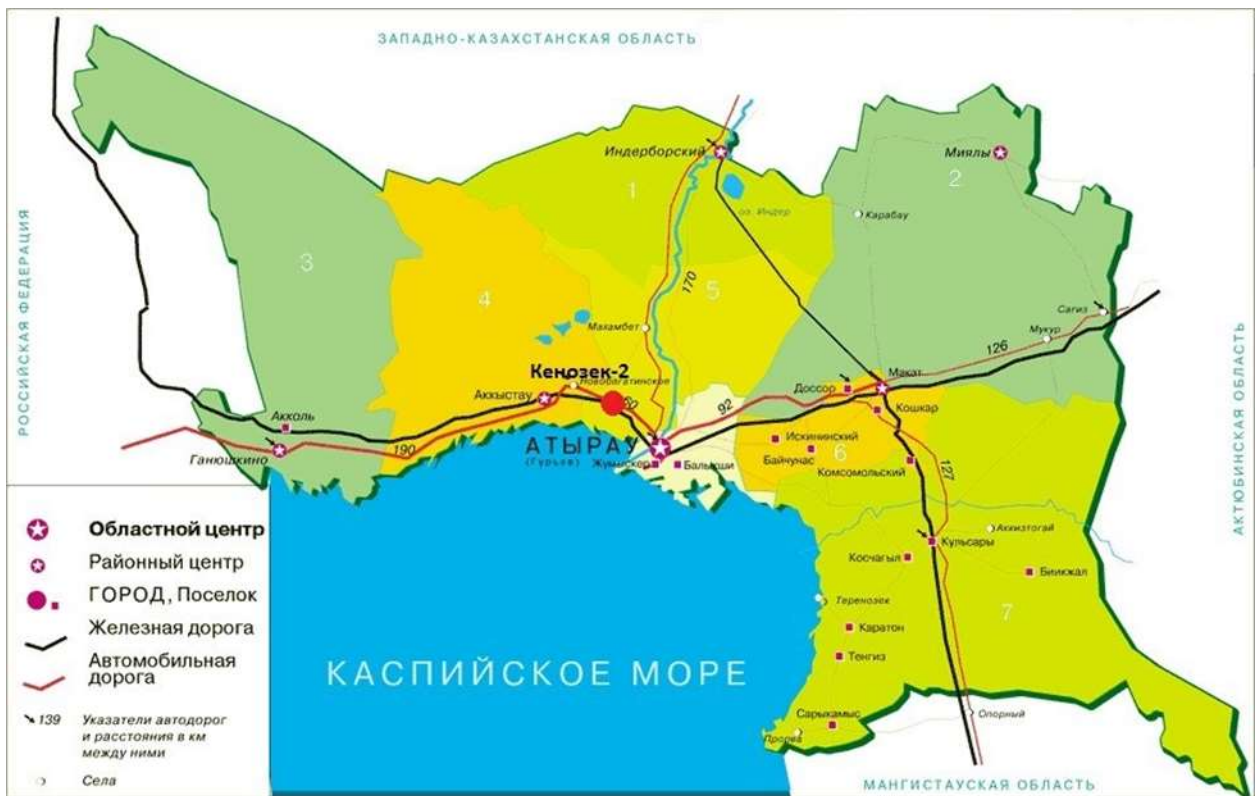 ЗАПАДНО-КАЗАХСТАНСКАЯ ОБЛАСТЬ
РОССИЙСКАЯ ФЕДЕРАЦИЯ
АКТЮБИНСКАЯ ОБЛАСТЬ
Индерборский
Миялы
1
2
оз. Индер
Карабау
3
4
170
5
Сагиз
Махамбет
Мукур
126
Кенозек-2
Новобагатинское
Доссор
Макат
Аккыстау
92
Кошкар
Акколь
АТЫРАУ
(Гурьев)
Искининский
6
Ганюшкино
190
Жумыскер
Балыкши
Байчунас
Комсомольский
127
Аккизтогай
Кульсары
Косчагыл
Биикжал
Теренозек
7
Каратон
Тенгиз
КАСПИЙСКОЕ МОРЕ
Сарыкамыс
Опорный
Прорва
МАНГИСТАУСКАЯ ОБЛАСТЬ
Областной центр
Районный центр
ГОРОД, Поселок
Железная дорога
Автомобильная
дорога
139 Указатели автодорог
и расстояния в км
между ними
Села